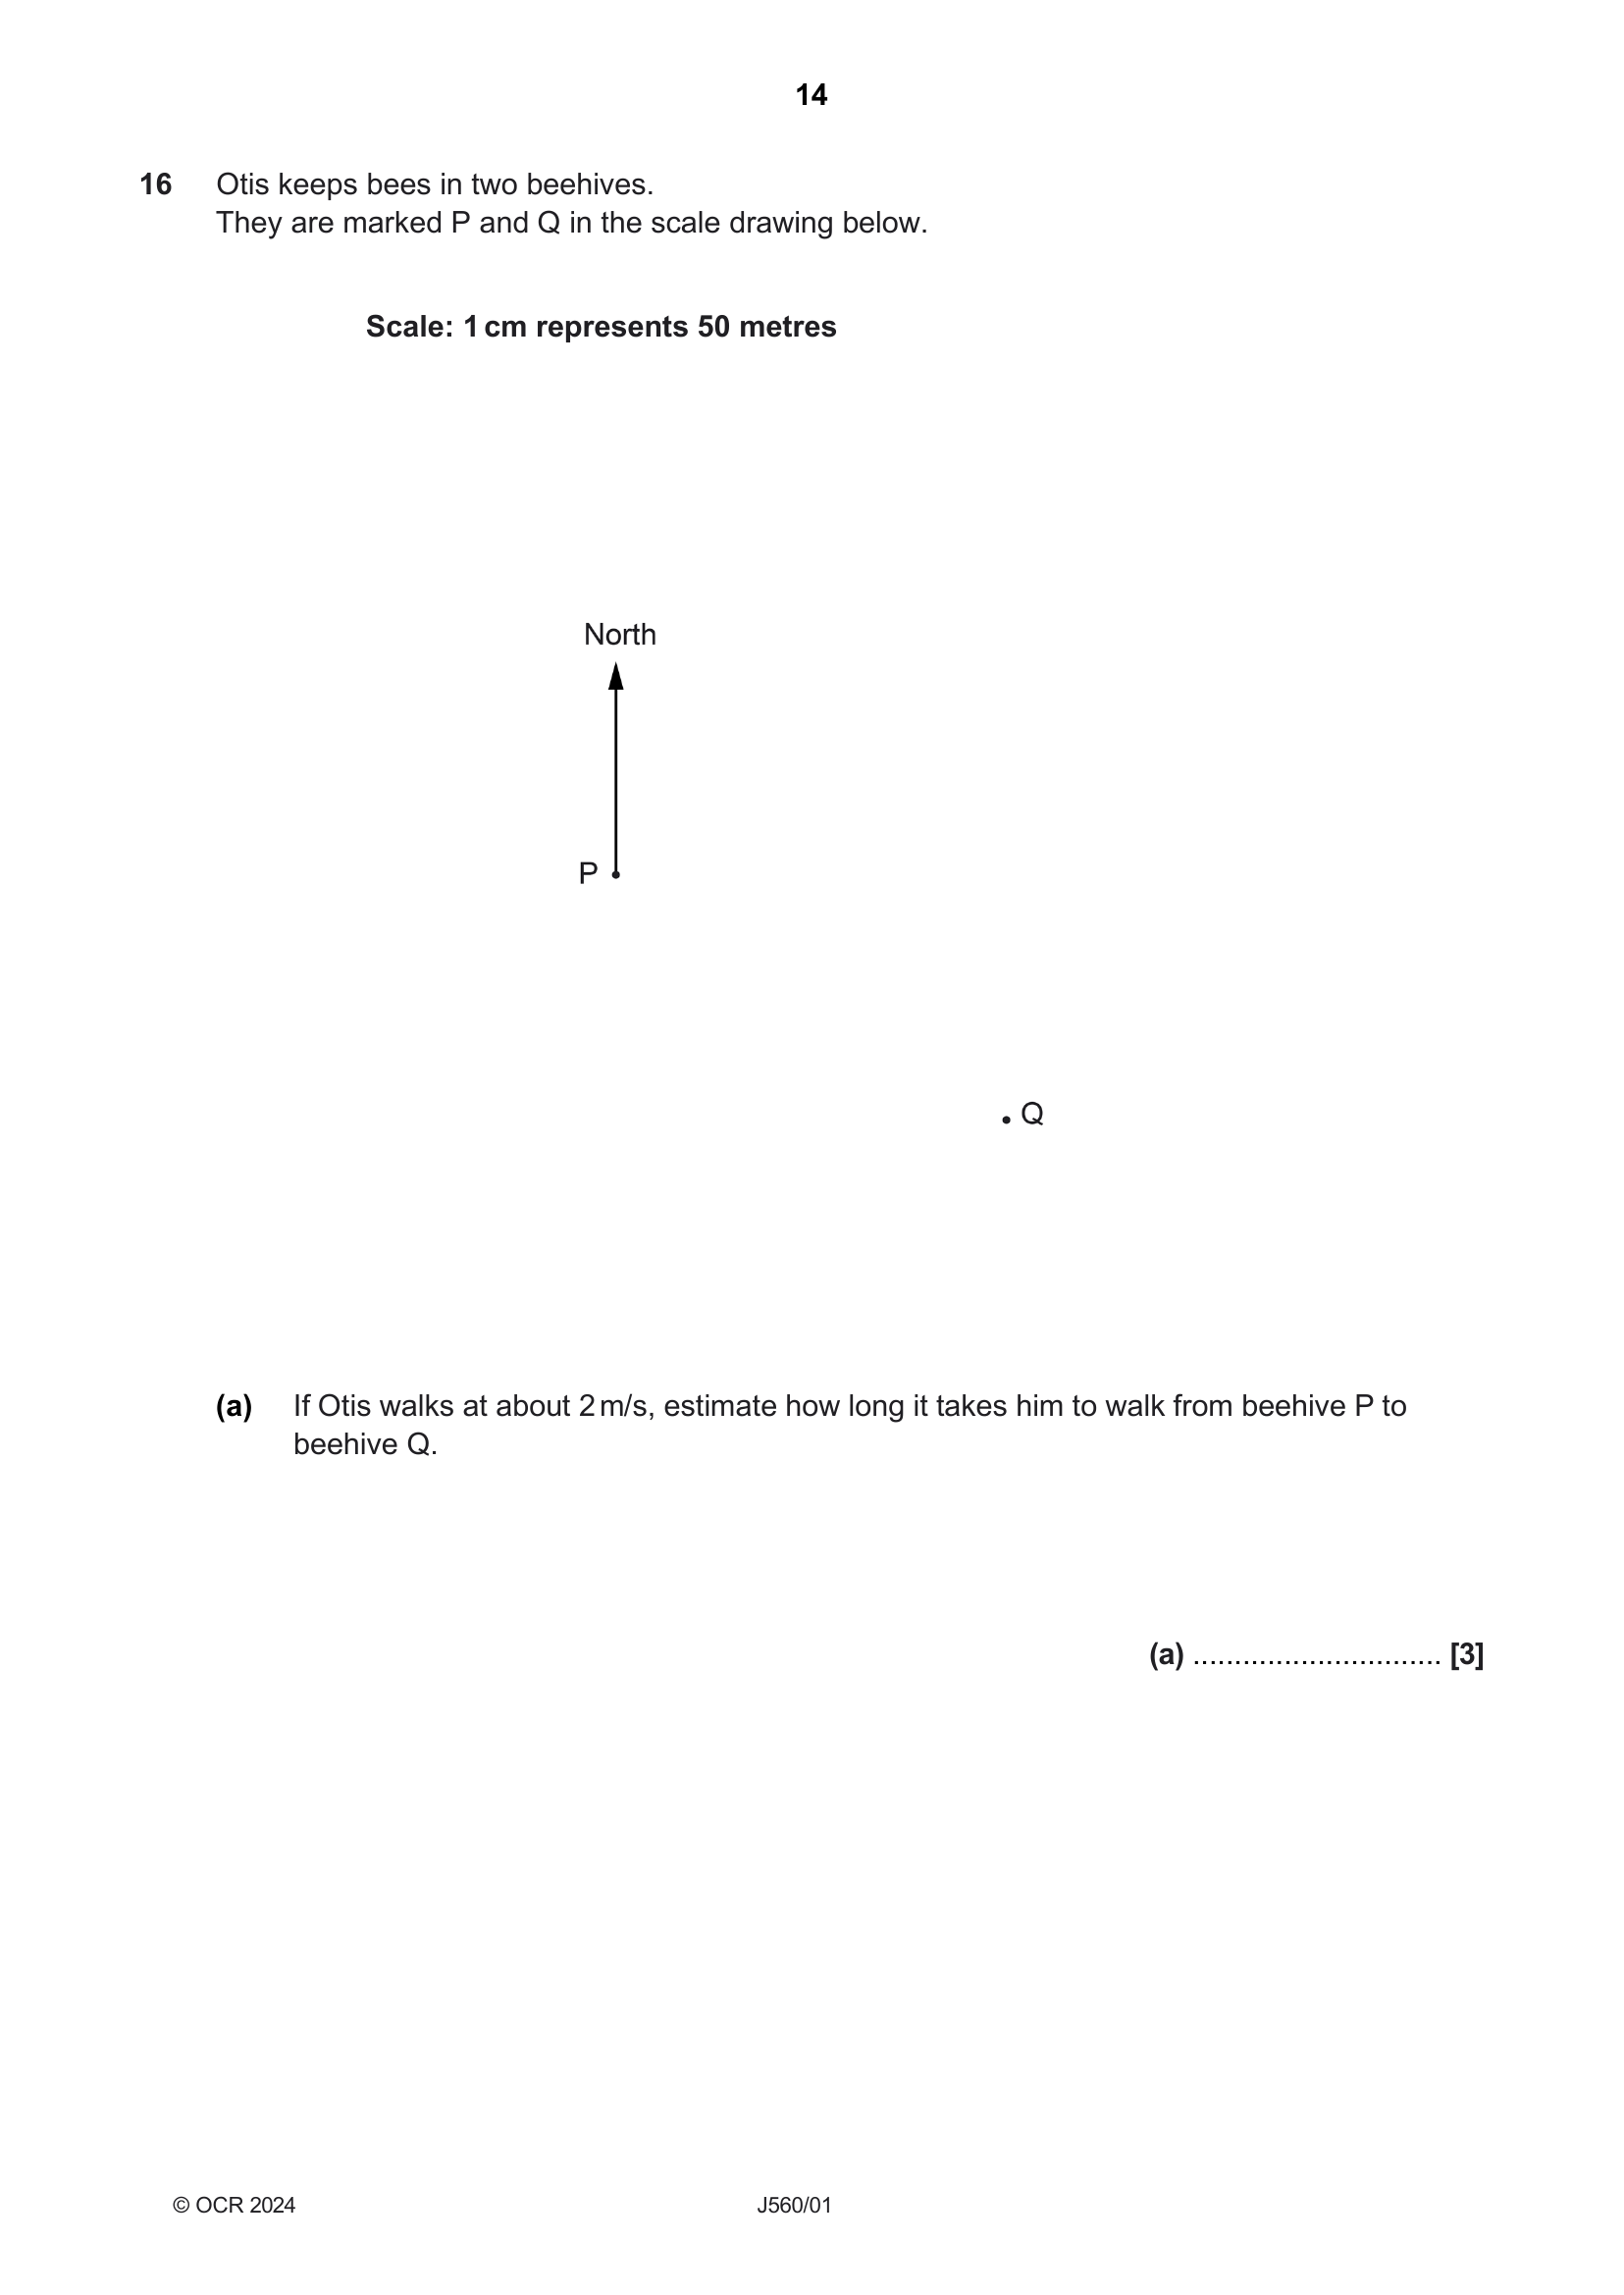 14
16 Otis keeps bees in two beehives.
They are marked P and Q in the scale drawing below.
Scale: 1 cm represents 50 metres
North
P
Q
(a) If Otis walks at about 2 m/s, estimate how long it takes him to walk from beehive P to
beehive Q.
(a) .............................. [3]
© OCR 2024 J560/01